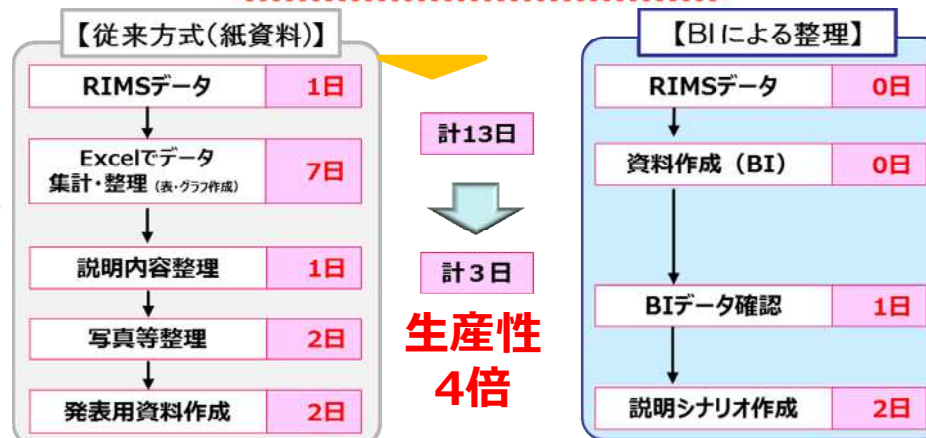 【従来方式(紙資料)】
RIMSデータ 1日
Excelでデータ
集計・整理（表・グラフ作成） 7日
説明内容整理 1日
写真等整理 2日
発表用資料作成 2日
計13日
計３日
生産性
4倍
【BIによる整理】
RIMSデータ 0日
資料作成（BI） 0日
BIデータ確認 1日
説明シナリオ作成 2日